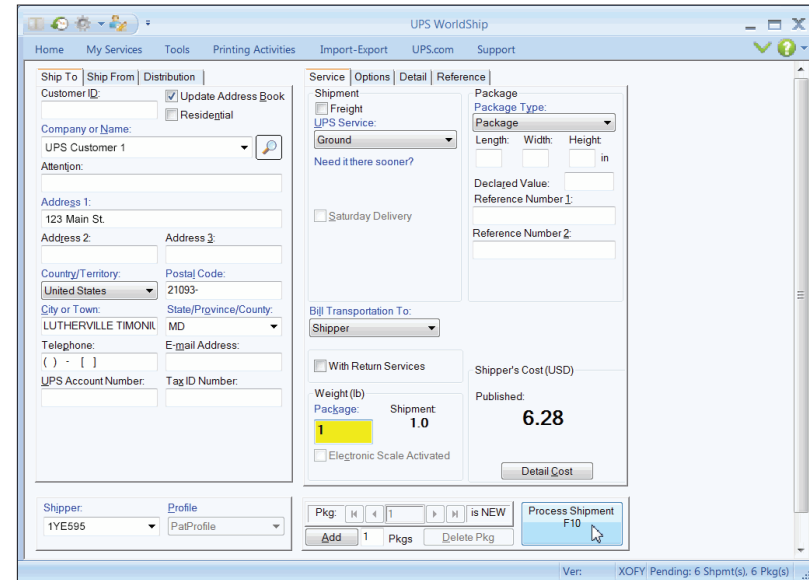 UPS WorldShip
Home My Services Tools Printing Activities Import-Export UPS.com Support
Ship To Ship From Distribution
Customer ID:
Update Address Book
Residential
Company or Name:
UPS Customer 1
Attention:
Address 1:
123 Main St.
Address 2: Address 3:
Country/Territory: Postal Code:
United States 21093-
City or Town: State/Province/County:
LUTHERVILLE TIMONIU MD
Telephone: E-mail Address:
( ) - [ ]
UPS Account Number: Tax ID Number:
Shipper: Profile
1YE595 PatProfile
Service Options Detail Reference
Shipment
Freight
UPS Service:
Ground
Need it there sooner?
Saturday Delivery
Bill Transportation To:
Shipper
With Return Services
Weight (lb)
Package: Shipment:
1 1.0
Electronic Scale Activated
Package
Package Type:
Package
Length: Width: Height:
in
Declared Value:
Reference Number 1:
Reference Number 2:
Shipper's Cost (USD)
Published:
6.28
Detail Cost
Pkg: 1 is NEW
Add 1 Pkgs Delete Pkg
Process Shipment
F10
Ver: XOFY Pending: 6 Shpmt(s), 6 Pkg(s)